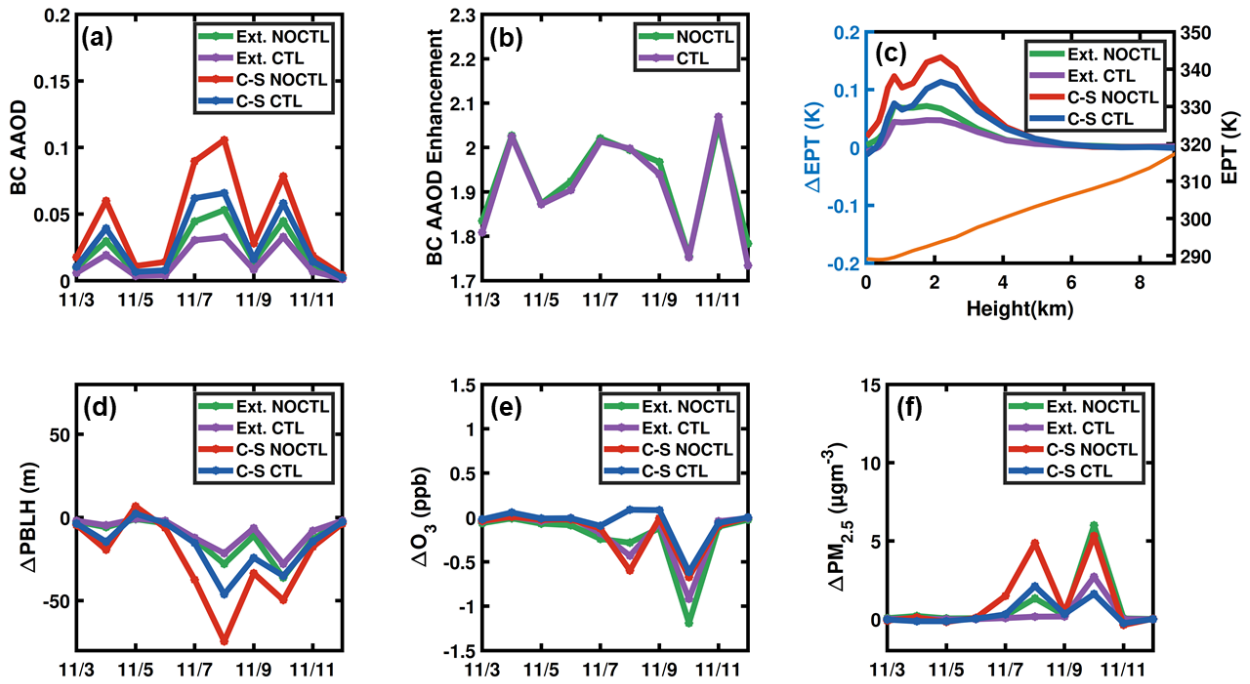 (a)
BC AAOD
0.2
0.15
0.1
0.05
0
Ext. NOCTL
Ext. CTL
C-S NOCTL
C-S CTL
11/3 11/5 11/7 11/9 11/11
(b)
BC AAOD Enhancement
2.3
2.2
2.1
2.0
1.9
1.8
1.7
NOCTL
CTL
11/3 11/5 11/7 11/9 11/11
(c)
ΔEPT (K)
0.2
0.1
0
-0.1
-0.2
Ext. NOCTL
Ext. CTL
C-S NOCTL
C-S CTL
350
340
330
320
310
300
290
EPT (K)
0 2 4 6 8
Height(km)
(d)
ΔPBLH (m)
50
0
-50
Ext. NOCTL
Ext. CTL
C-S NOCTL
C-S CTL
11/3 11/5 11/7 11/9 11/11
(e)
ΔO3 (ppb)
1.5
1
0.5
0
-0.5
-1
-1.5
Ext. NOCTL
Ext. CTL
C-S NOCTL
C-S CTL
11/3 11/5 11/7 11/9 11/11
(f)
ΔPM2.5 (μgm-3)
15
10
5
0
Ext. NOCTL
Ext. CTL
C-S NOCTL
C-S CTL
11/3 11/5 11/7 11/9 11/11